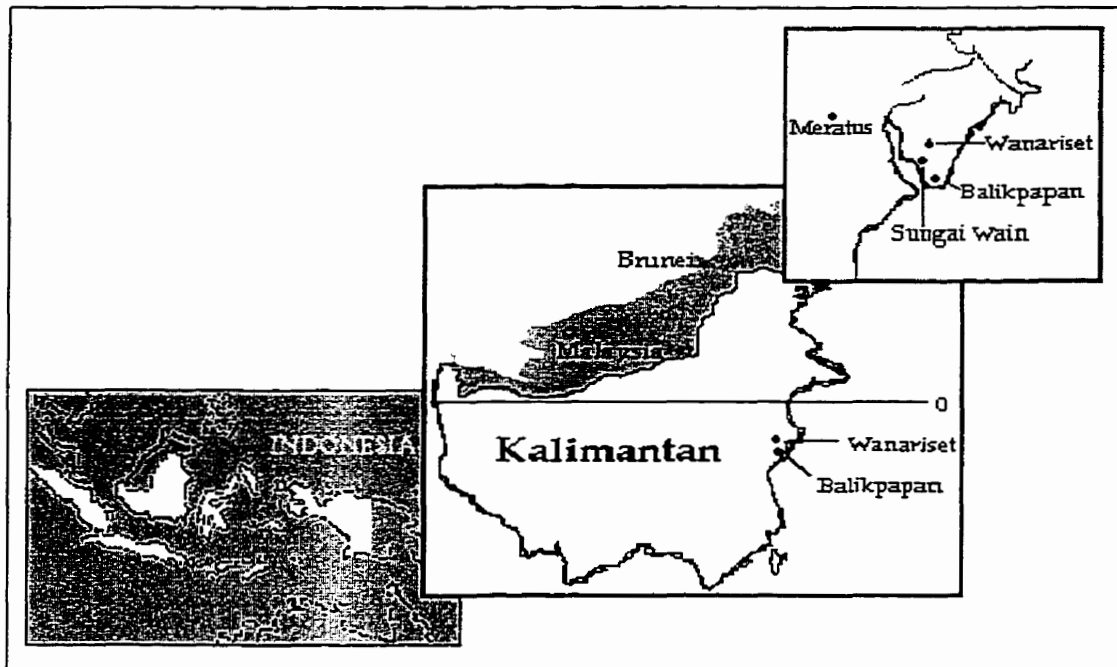 Meratus
Wanariset
Balikpapan
Sungai Wain
Brunei
Malaysia
0
Kalimantan
Wanariset
Balikpapan
INDONESIA